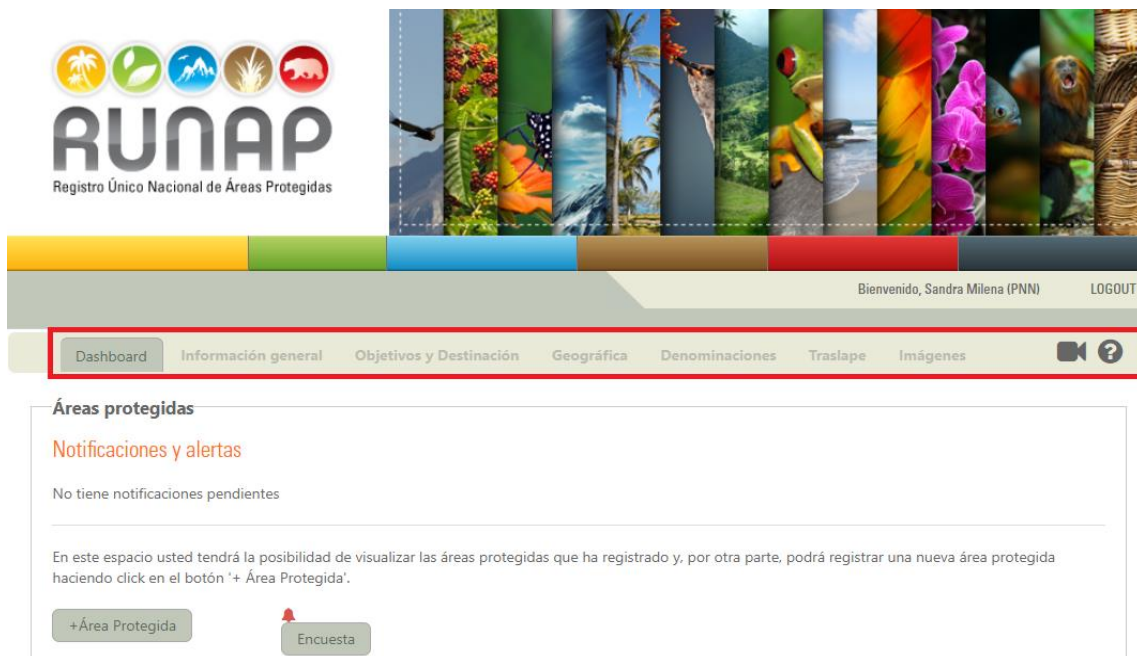 RUNAP
Registro Único Nacional de Áreas Protegidas
Bienvenido, Sandra Milena (PNN) LOGOUT
Dashboard Información general Objetivos y Destinación Geográfica Denominaciones Traslape Imágenes ?
Áreas protegidas
Notificaciones y alertas
No tiene notificaciones pendientes
En este espacio usted tendrá la posibilidad de visualizar las áreas protegidas que ha registrado y, por otra parte, podrá registrar una nueva área protegida
haciendo click en el botón '+ Área Protegida'.
+Área Protegida
Encuesta